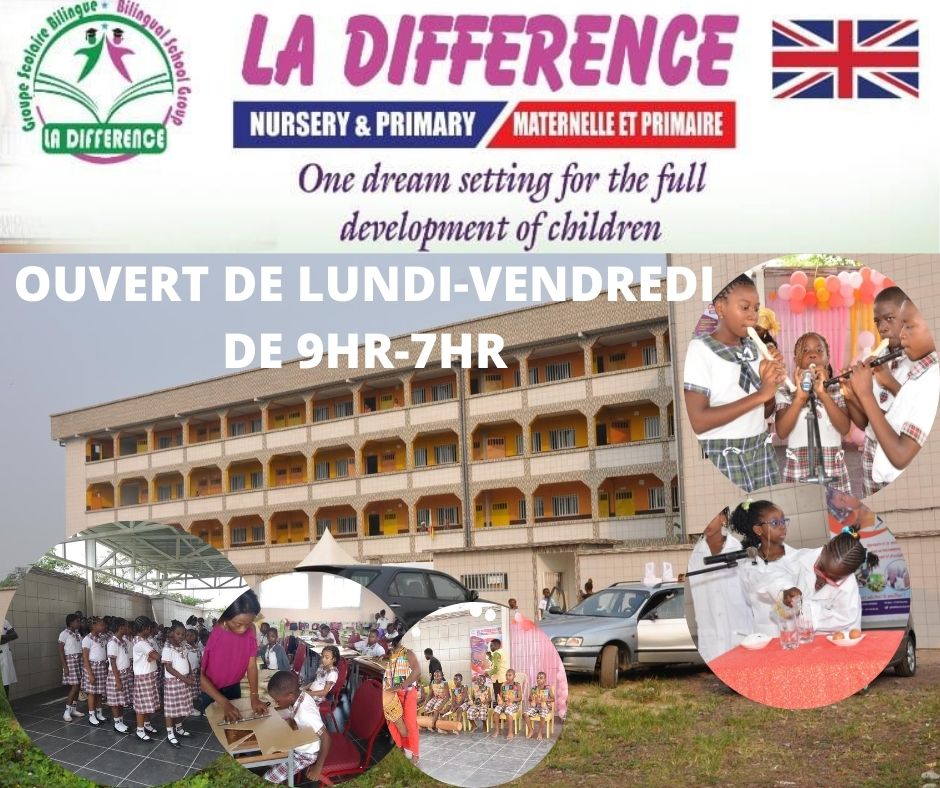 Groupe Scolaire Bilingue * Bilingual School Group
LA DIFFERENCE
LA DIFFERENCE
NURSERY & PRIMARY
MATERNELLE ET PRIMAIRE
One dream setting for the full
development of children
OUVERT DE LUNDI-VENDREDI
DE 9HR-7HR